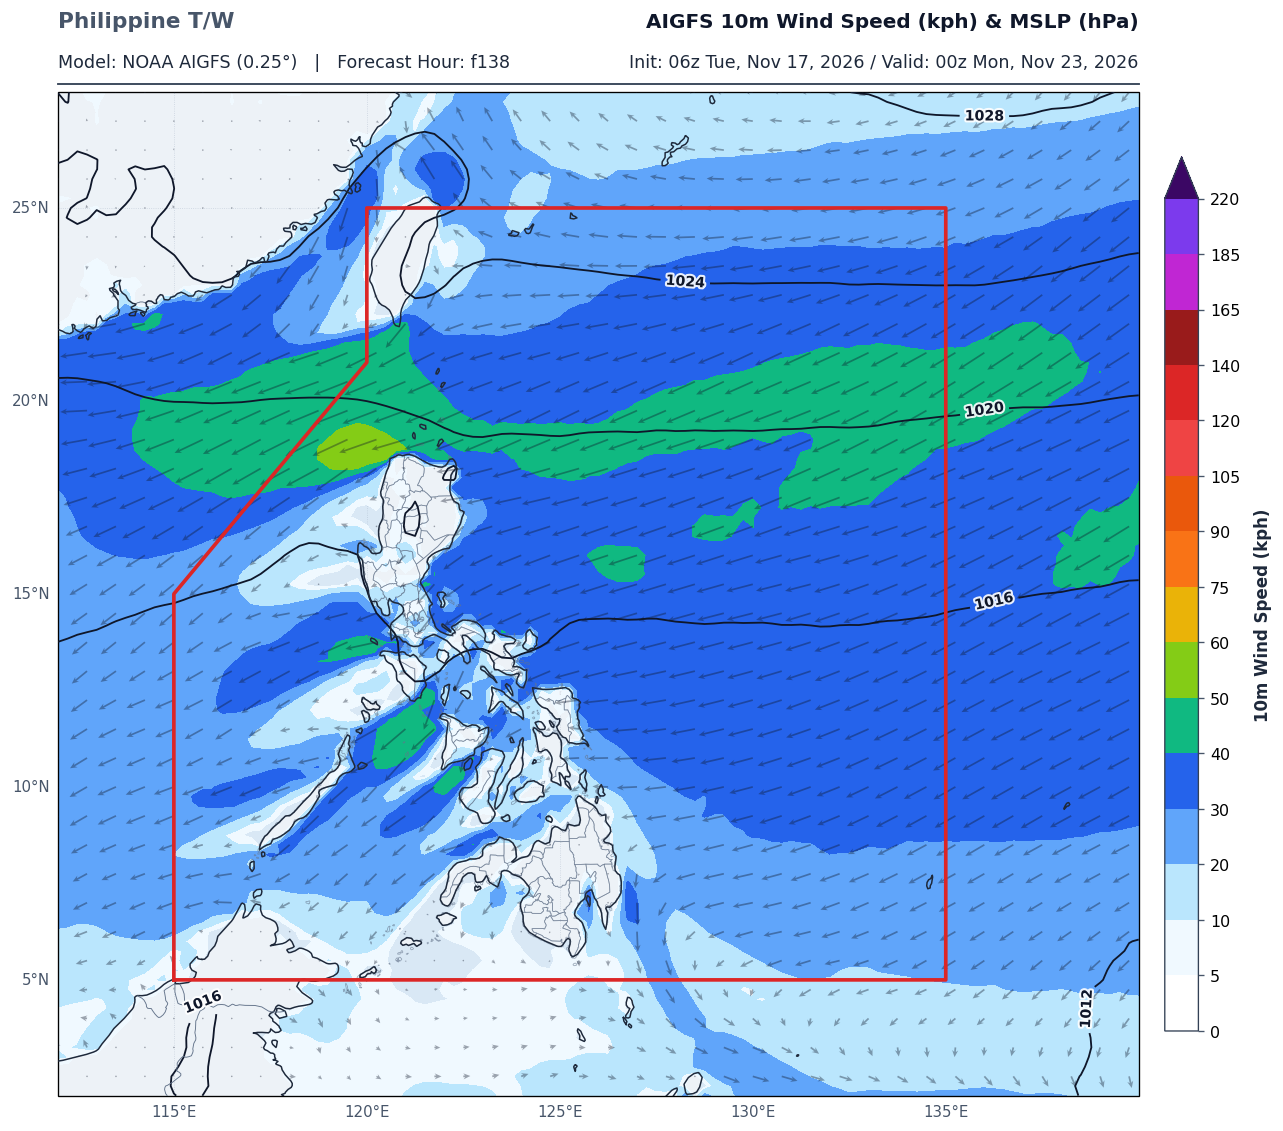 Philippine T/W
AIGFS 10m Wind Speed (kph) & MSLP (hPa)
Model: NOAA AIGFS (0.25°) | Forecast Hour: f138
Init: 06z Tue, Nov 17, 2026 / Valid: 00z Mon, Nov 23, 2026
1028
1024
1020
1016
1016
1012
25°N
20°N
15°N
10°N
5°N
115°E
120°E
125°E
130°E
135°E
220
185
165
140
120
105
90
75
60
50
40
30
20
10
5
0
10m Wind Speed (kph)